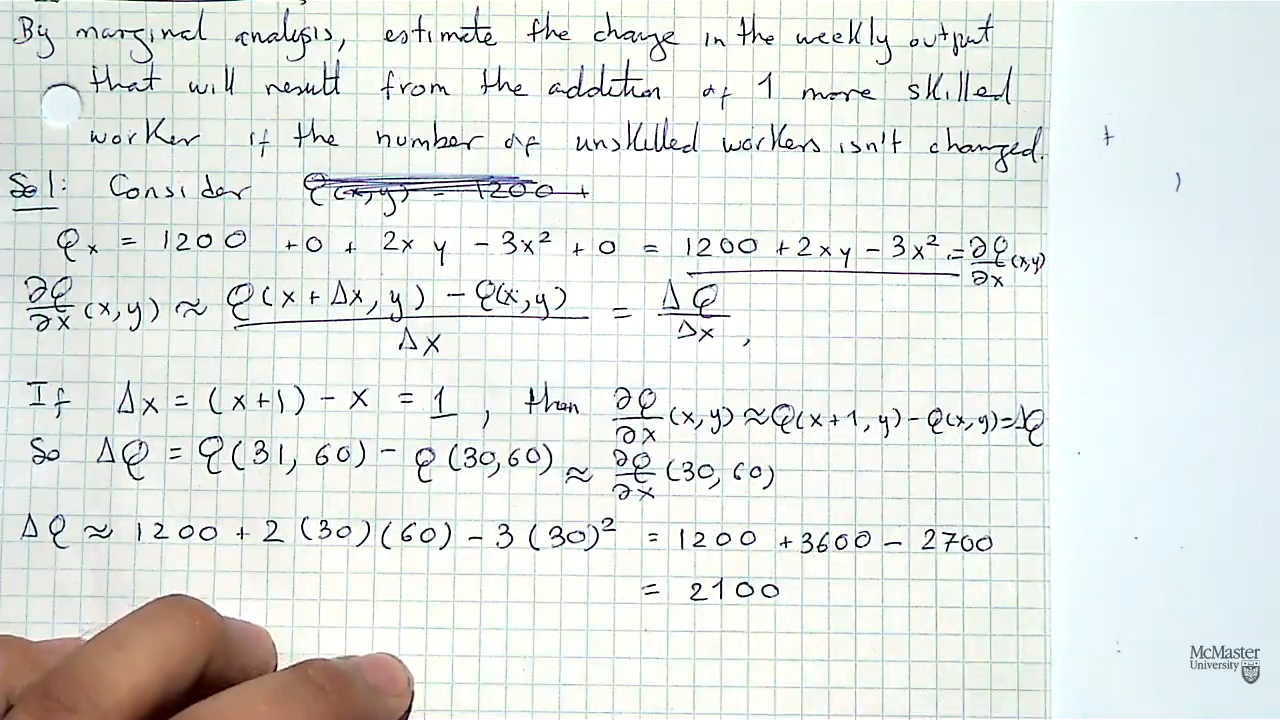 By marginal analysis, estimate the change in the weekly output
that will result from the addition of 1 more skilled
worker if the number of unskilled workers isn't changed.
Sol: Consider Q(x,y) = 1200 +
Qx = 1200 + 0 + 2xy - 3x² + 0 = 1200 + 2xy - 3x² = ∂Q/∂x (x,y)
∂Q/∂x (x,y) ≈ Q(x + Δx, y) - Q(x,y) / Δx = ΔQ/Δx ,
If Δx = (x+1) - x = 1 , then ∂Q/∂x (x,y) ≈ Q(x+1, y) - Q(x,y) = ΔQ
So ΔQ = Q(31, 60) - Q(30,60) ≈ ∂Q/∂x (30, 60)
ΔQ ≈ 1200 + 2 (30)(60) - 3 (30)² = 1200 + 3600 - 2700
= 2100
McMaster
University